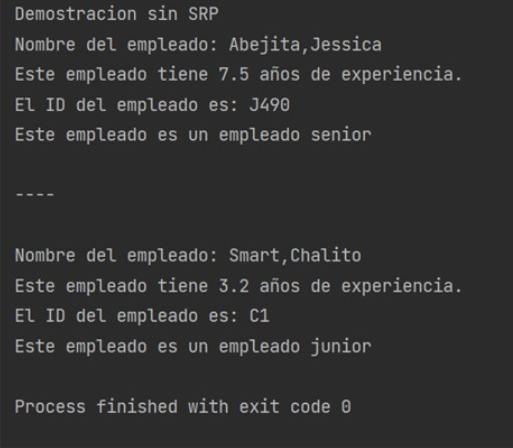 Demostracion sin SRP
Nombre del empleado: Abejita,Jessica
Este empleado tiene 7.5 años de experiencia.
El ID del empleado es: J490
Este empleado es un empleado senior
----
Nombre del empleado: Smart,Chalito
Este empleado tiene 3.2 años de experiencia.
El ID del empleado es: C1
Este empleado es un empleado junior
Process finished with exit code 0